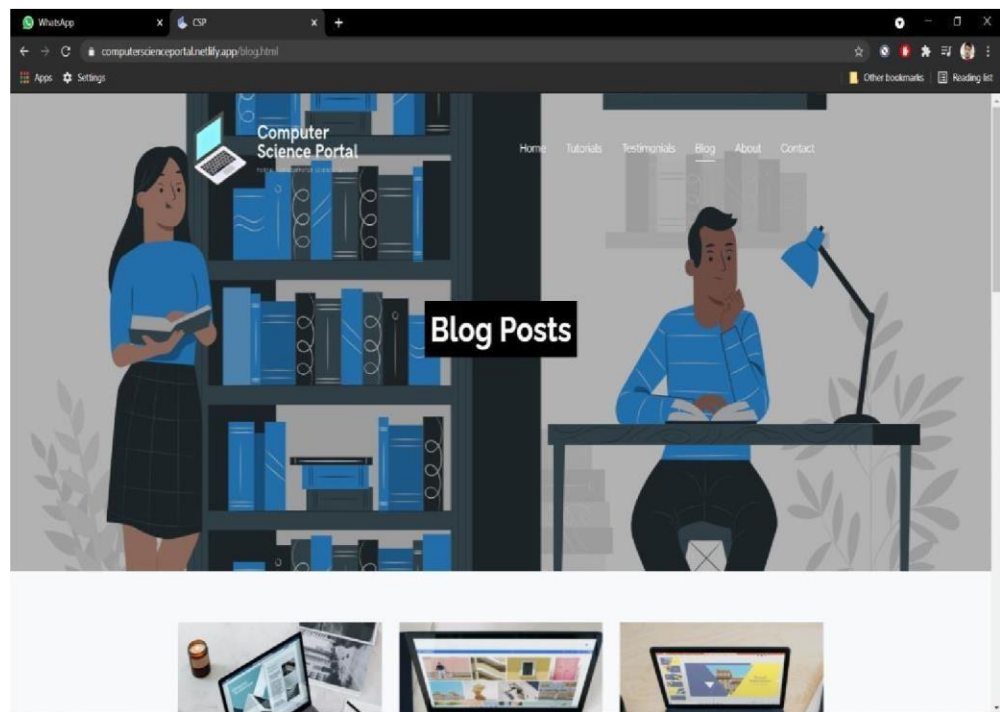 WhatsApp
CSP
computerscienceportal.netlify.app/blog.html
Apps Settings
Other bookmarks Reading list
Computer
Science Portal
Home Tutorials Testimonials Blog About Contact
Blog Posts